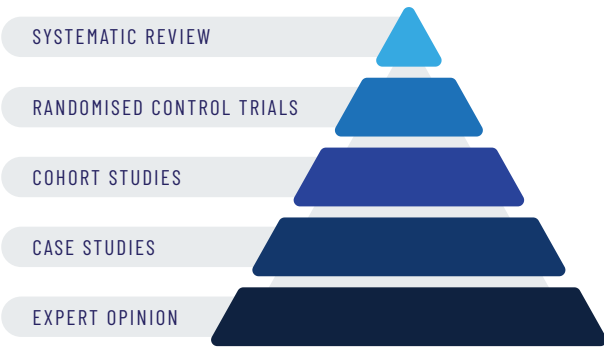 SYSTEMATIC REVIEW
RANDOMISED CONTROL TRIALS
COHORT STUDIES
CASE STUDIES
EXPERT OPINION